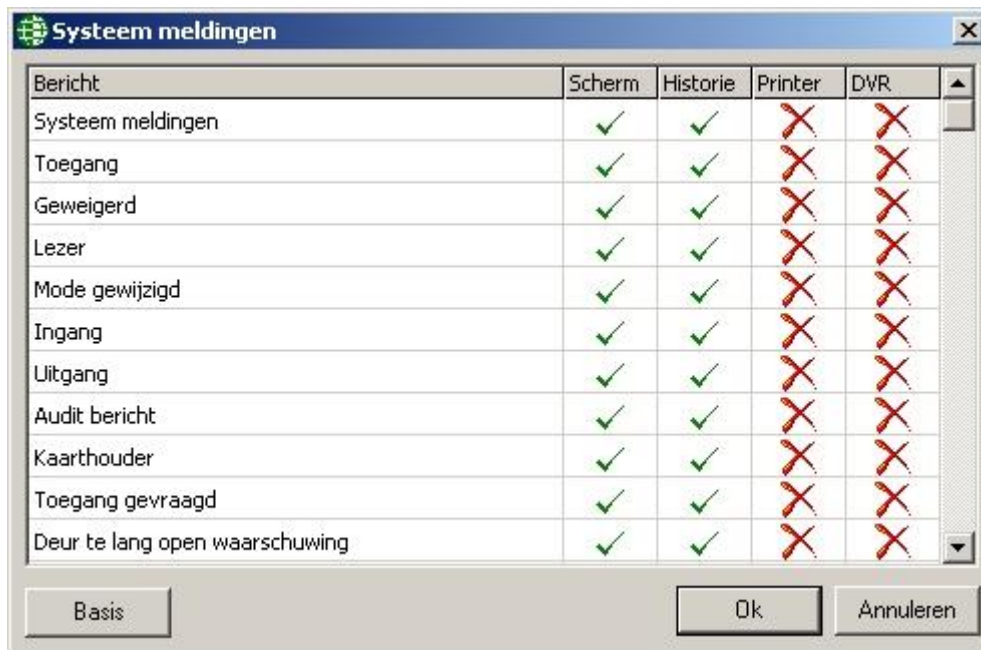 Systeem meldingen
Bericht Scherm Historie Printer DVR
Systeem meldingen
Toegang
Geweigerd
Lezer
Mode gewijzigd
Ingang
Uitgang
Audit bericht
Kaarthouder
Toegang gevraagd
Deur te lang open waarschuwing
Basis Ok Annuleren